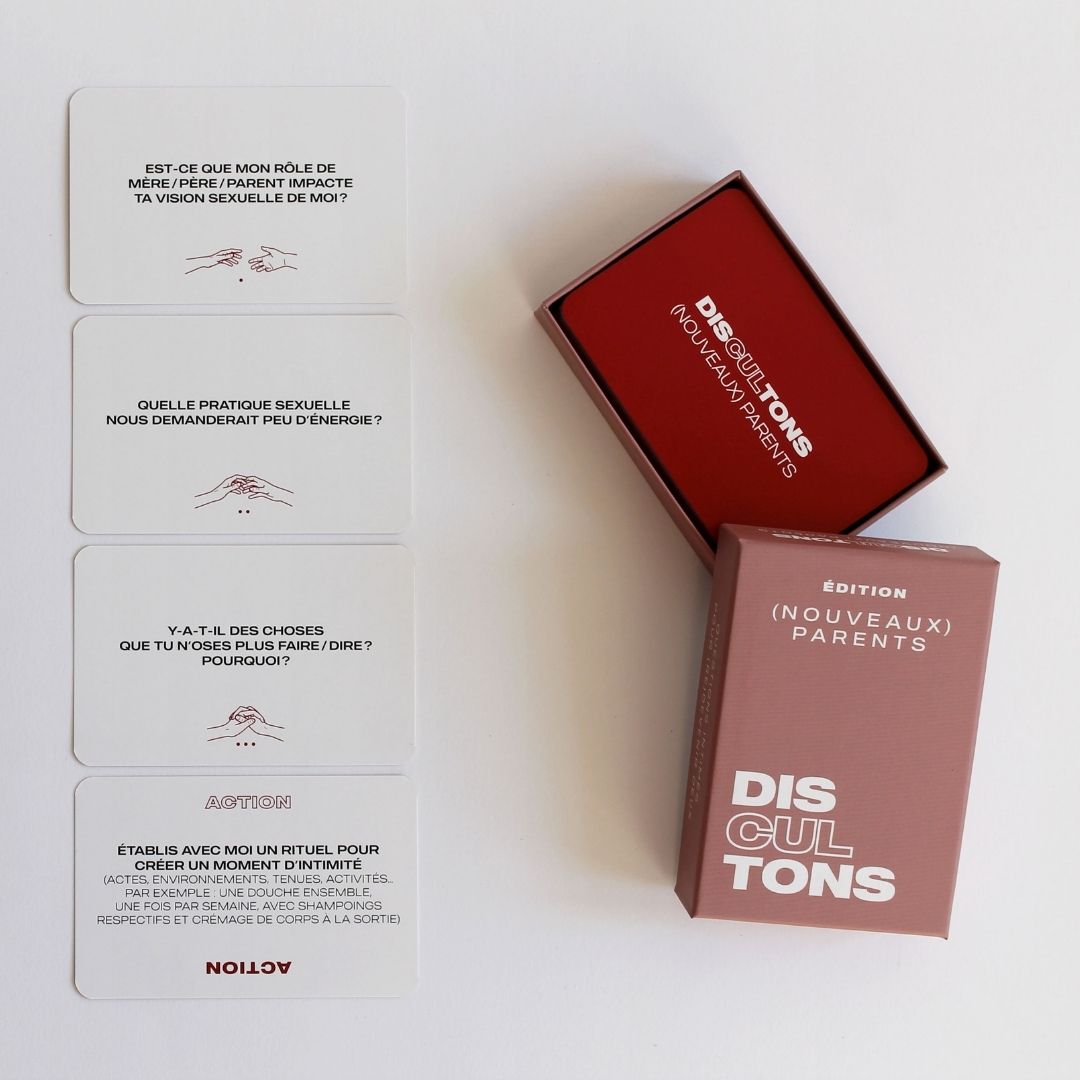 EST-CE QUE MON RÔLE DE
MÈRE / PÈRE / PARENT IMPACTE
TA VISION SEXUELLE DE MOI ?
QUELLE PRATIQUE SEXUELLE
NOUS DEMANDERAIT PEU D'ÉNERGIE ?
Y-A-T-IL DES CHOSES
QUE TU N'OSES PLUS FAIRE / DIRE ?
POURQUOI ?
ACTION
ÉTABLIS AVEC MOI UN RITUEL POUR
CRÉER UN MOMENT D'INTIMITÉ
(ACTES, ENVIRONNEMENTS, TENUES, ACTIVITÉS…
PAR EXEMPLE : UNE DOUCHE ENSEMBLE,
UNE FOIS PAR SEMAINE, AVEC SHAMPOINGS
RESPECTIFS ET CRÉMAGE DE CORPS À LA SORTIE)
ACTION
DISCULTONS
(NOUVEAUX) PARENTS
DISCULTONS
ÉDITION
(NOUVEAUX)
PARENTS
QUESTIONS INTIMES
DIS
CUL
TONS